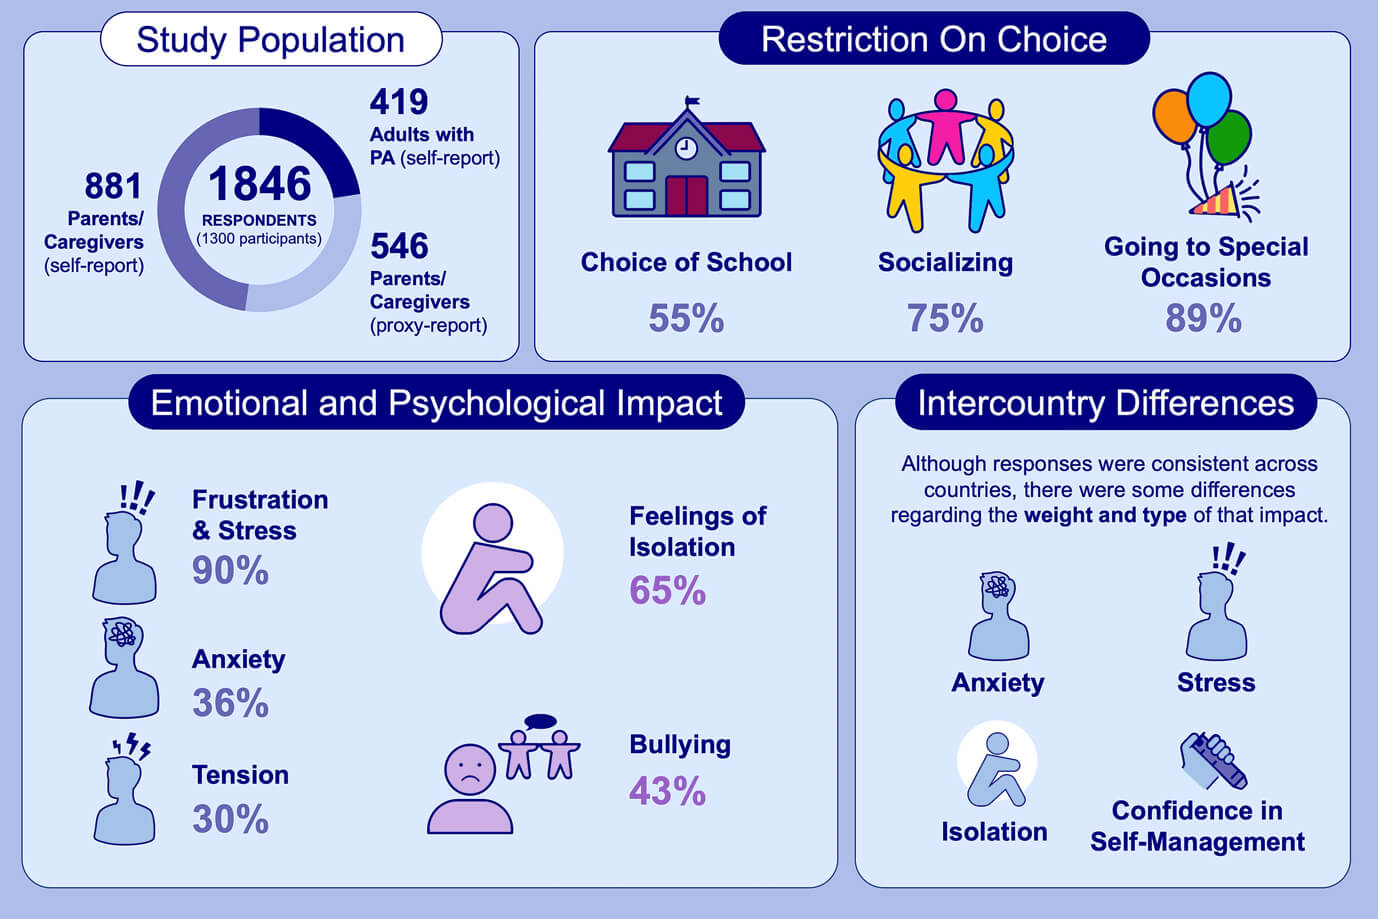 Study Population
419
Adults with
PA (self-report)
881
Parents/
Caregivers
(self-report)
1846
RESPONDENTS
(1300 participants)
546
Parents/
Caregivers
(proxy-report)
Restriction On Choice
Choice of School
55%
Socializing
75%
Going to Special
Occasions
89%
Emotional and Psychological Impact
Frustration
& Stress
90%
Anxiety
36%
Tension
30%
Feelings of
Isolation
65%
Bullying
43%
Intercountry Differences
Although responses were consistent across
countries, there were some differences
regarding the weight and type of that impact.
Anxiety
Stress
Isolation
Confidence in
Self-Management